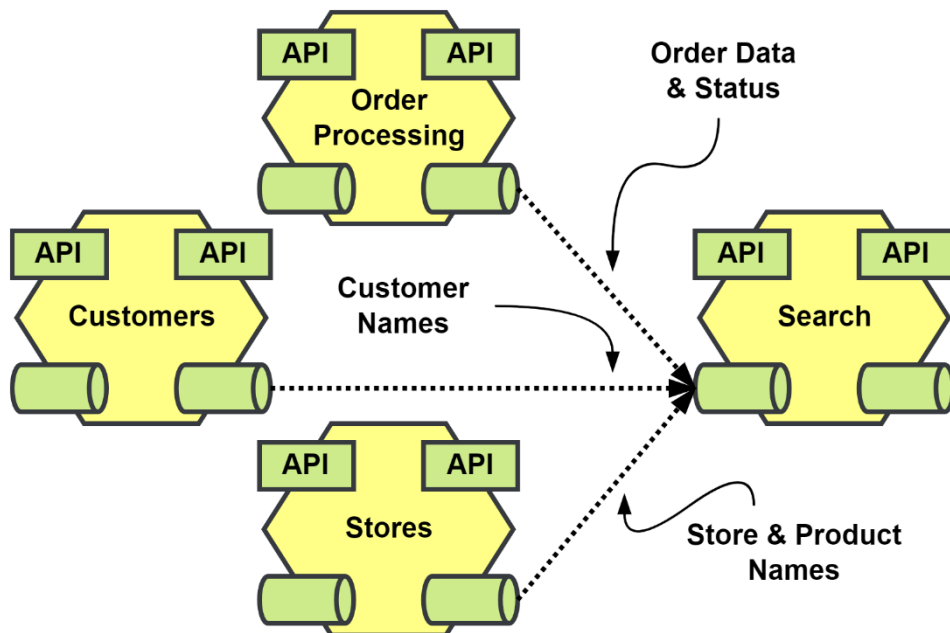 API
API
Order
Processing
Order Data
& Status
API
API
Customers
Customer
Names
API
API
Search
API
API
Stores
Store & Product
Names